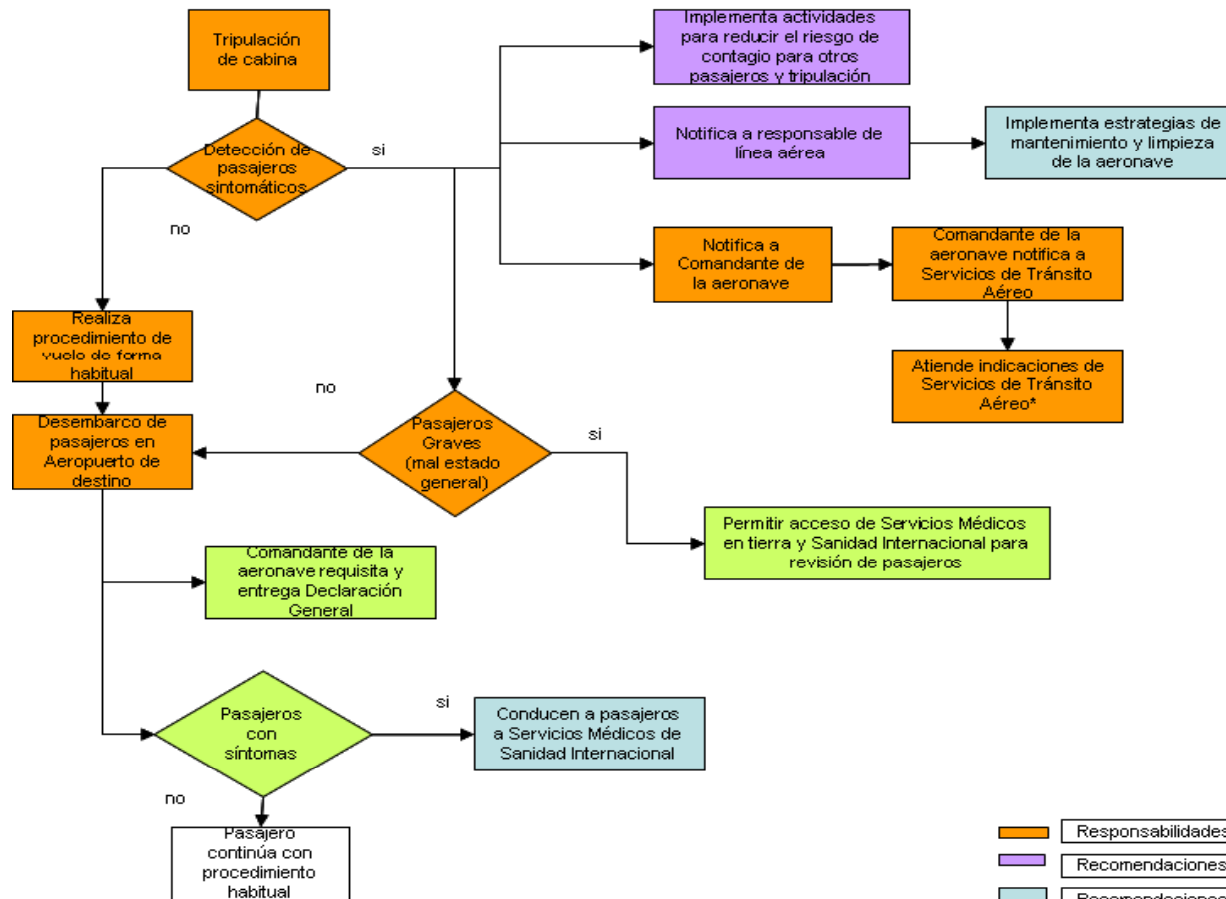 Tripulación
de cabina
Implementa actividades
para reducir el riesgo de
contagio para otros
pasajeros y tripulación
Detección de
pasajeros
sintomáticos
si
Notifica a responsable de
línea aérea
Implementa estrategias de
mantenimiento y limpieza
de la aeronave
no
Notifica a
Comandante de
la aeronave
Comandante de la
aeronave notifica a
Servicios de Tránsito
Aéreo
Realiza
procedimiento de
vuelo de forma
habitual
Atiende indicaciones de
Servicios de Tránsito
Aéreo*
no
Desembarco de
pasajeros en
Aeropuerto de
destino
Pasajeros
Graves
(mal estado
general)
si
Permitir acceso de Servicios Médicos
en tierra y Sanidad Internacional para
revisión de pasajeros
Comandante de la
aeronave requisita y
entrega Declaración
General
Pasajeros
con
síntomas
si
Conducen a pasajeros
a Servicios Médicos de
Sanidad Internacional
no
Pasajero
continúa con
procedimiento
habitual
Responsabilidades
Recomendaciones
Recomendaciones